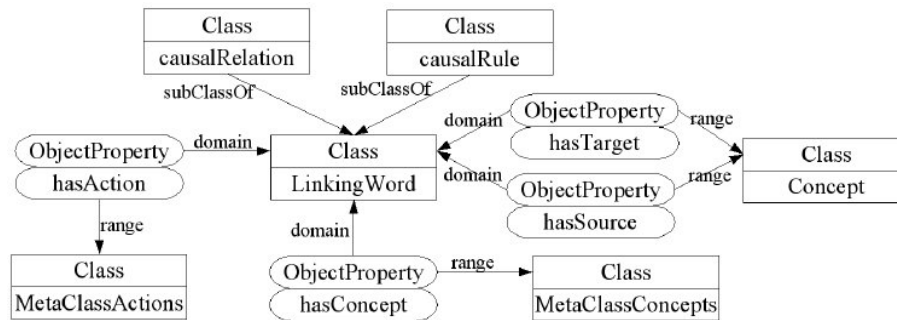 Class
causalRelation
Class
causalRule
subClassOf
subClassOf
ObjectProperty
hasAction
domain
Class
LinkingWord
domain
ObjectProperty
hasTarget
range
domain
ObjectProperty
hasSource
range
Class
Concept
range
domain
Class
MetaClassActions
ObjectProperty
hasConcept
range
Class
MetaClassConcepts